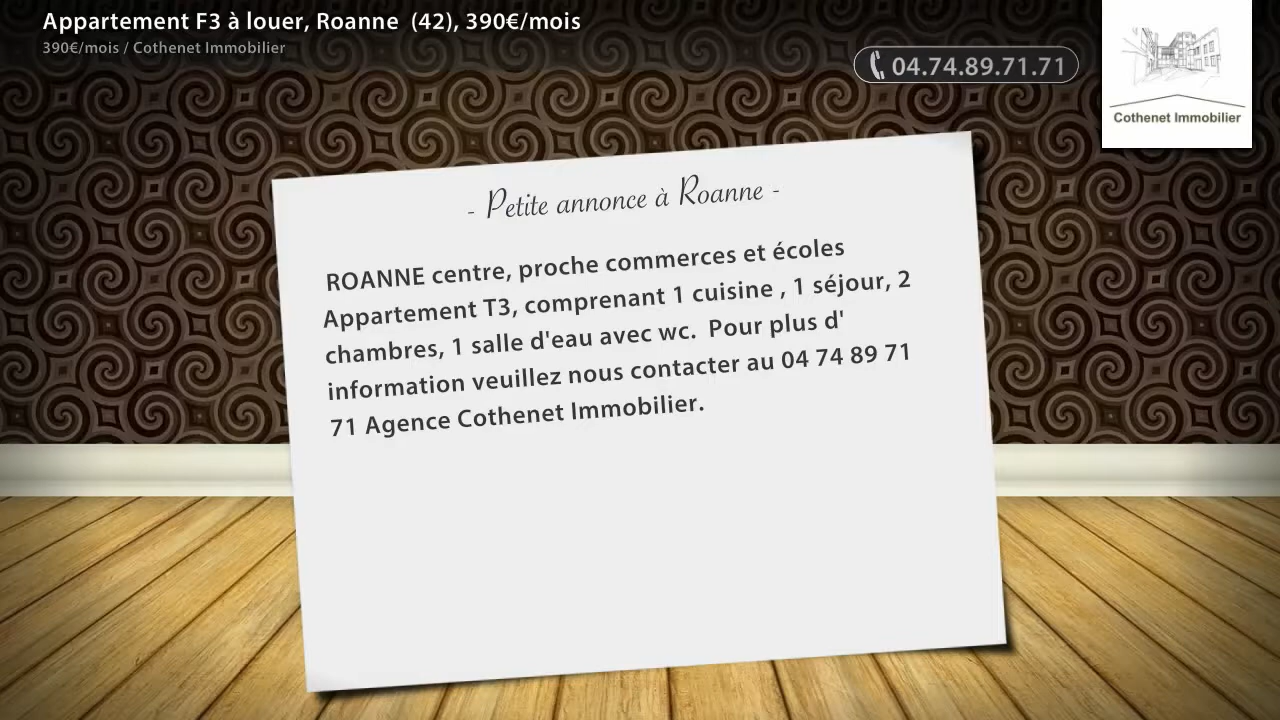 Appartement F3 à louer, Roanne  (42), 390€/mois
390€/mois / Cothenet Immobilier
04.74.89.71.71
Cothenet Immobilier
- Petite annonce à Roanne -
ROANNE centre, proche commerces et écoles
Appartement T3, comprenant 1 cuisine , 1 séjour, 2
chambres, 1 salle d'eau avec wc.  Pour plus d'
information veuillez nous contacter au 04 74 89 71
71 Agence Cothenet Immobilier.